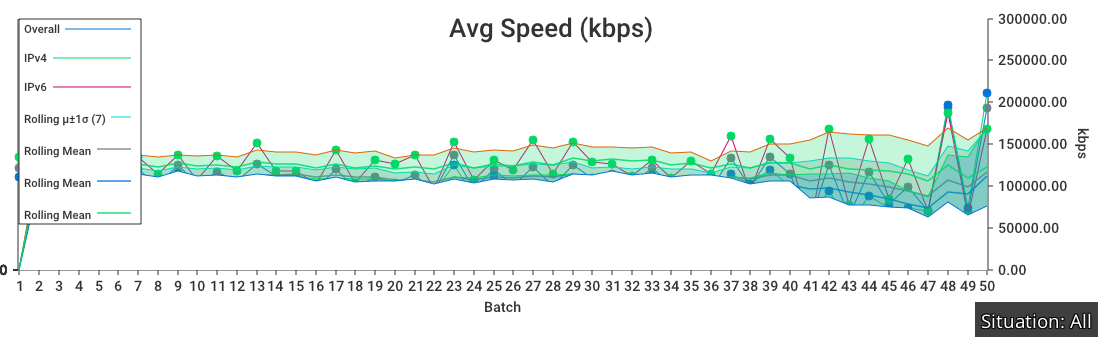 Avg Speed (kbps)
Overall
IPv4
IPv6
Rolling µ±1σ (7)
Rolling Mean
Rolling Mean
Rolling Mean
300000.00
250000.00
200000.00
150000.00
100000.00
50000.00
0.00
kbps
0
1 2 3 4 5 6 7 8 9 10 11 12 13 14 15 16 17 18 19 20 21 22 23 24 25 26 27 28 29 30 31 32 33 34 35 36 37 38 39 40 41 42 43 44 45 46 47 48 49 50
Batch
Situation: All